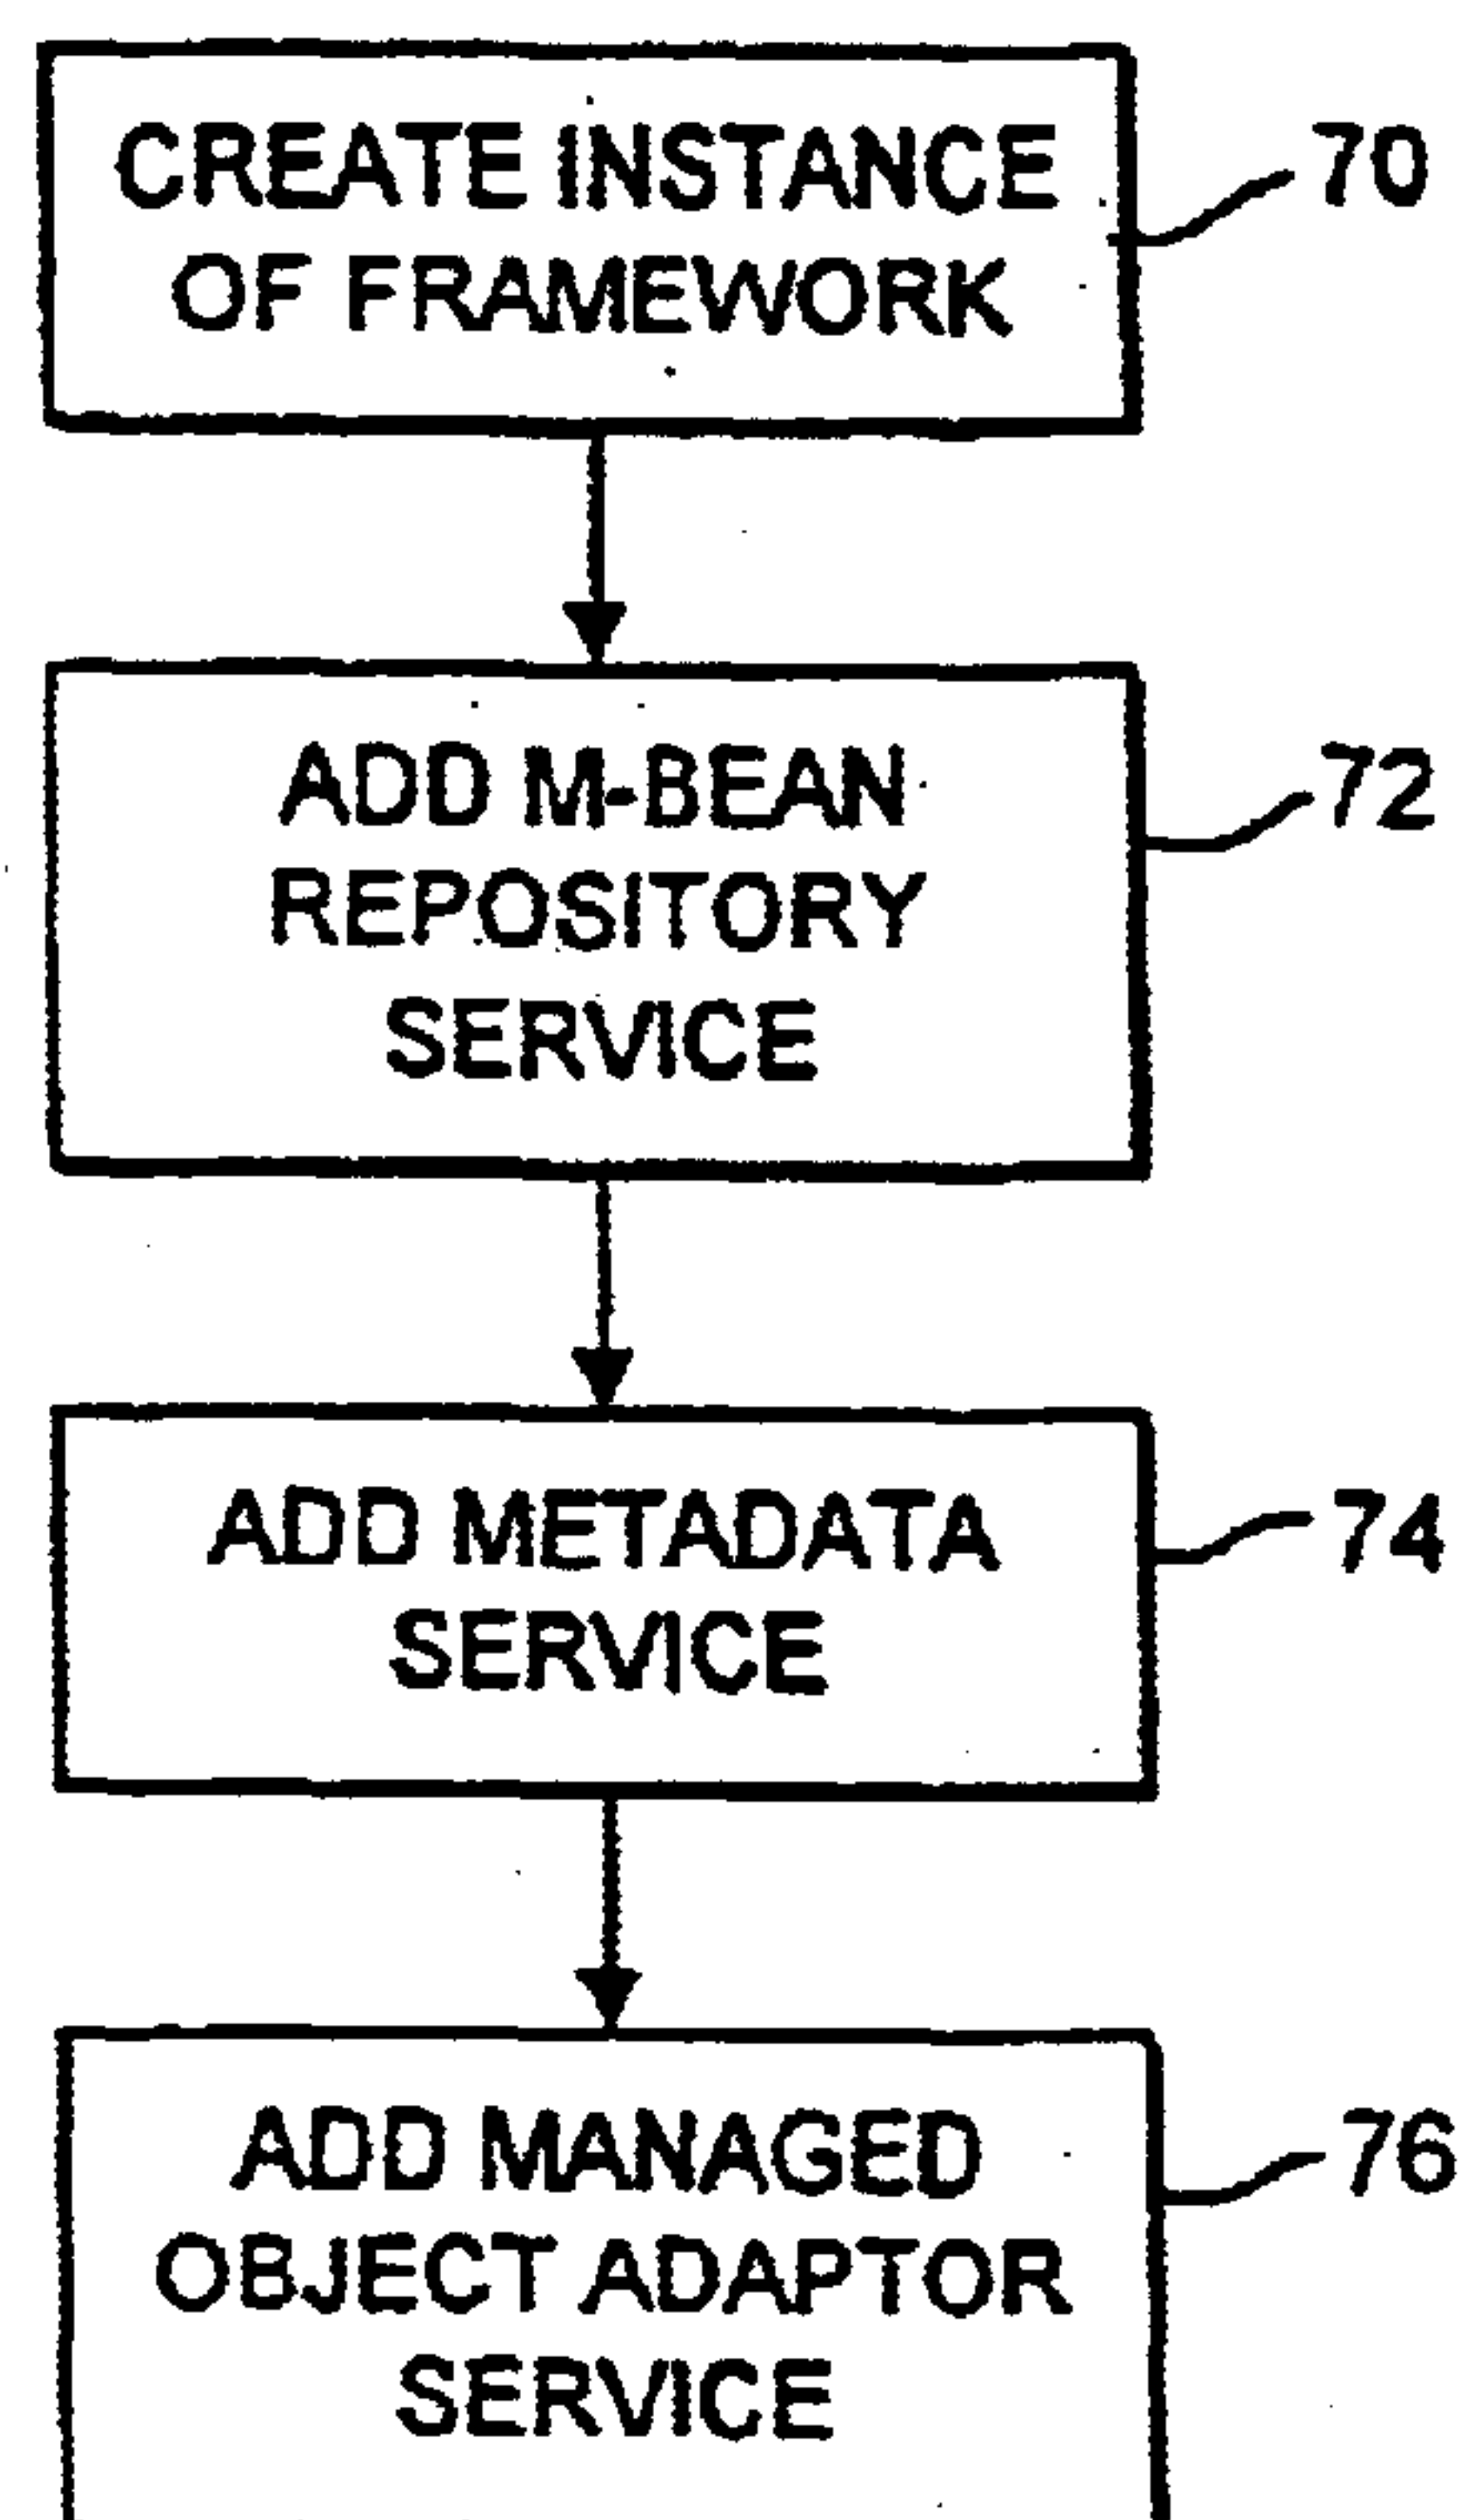 CREATE INSTANCE
OF FRAMEWORK
70
ADD M-BEAN
REPOSITORY
SERVICE
72
ADD METADATA
SERVICE
74
ADD MANAGED
OBJECT ADAPTOR
SERVICE
76